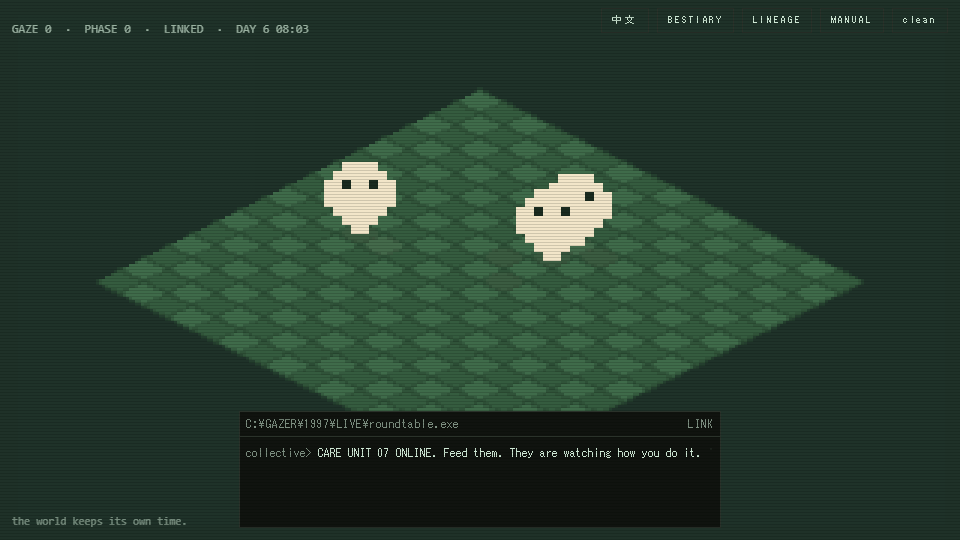 GAZE 0 · PHASE 0 · LINKED · DAY 6 08:03
中文 BESTIARY LINEAGE MANUAL clean
C:¥GAZER¥1997¥LIVE¥roundtable.exe LINK
collective> CARE UNIT 07 ONLINE. Feed them. They are watching how you do it.
the world keeps its own time.